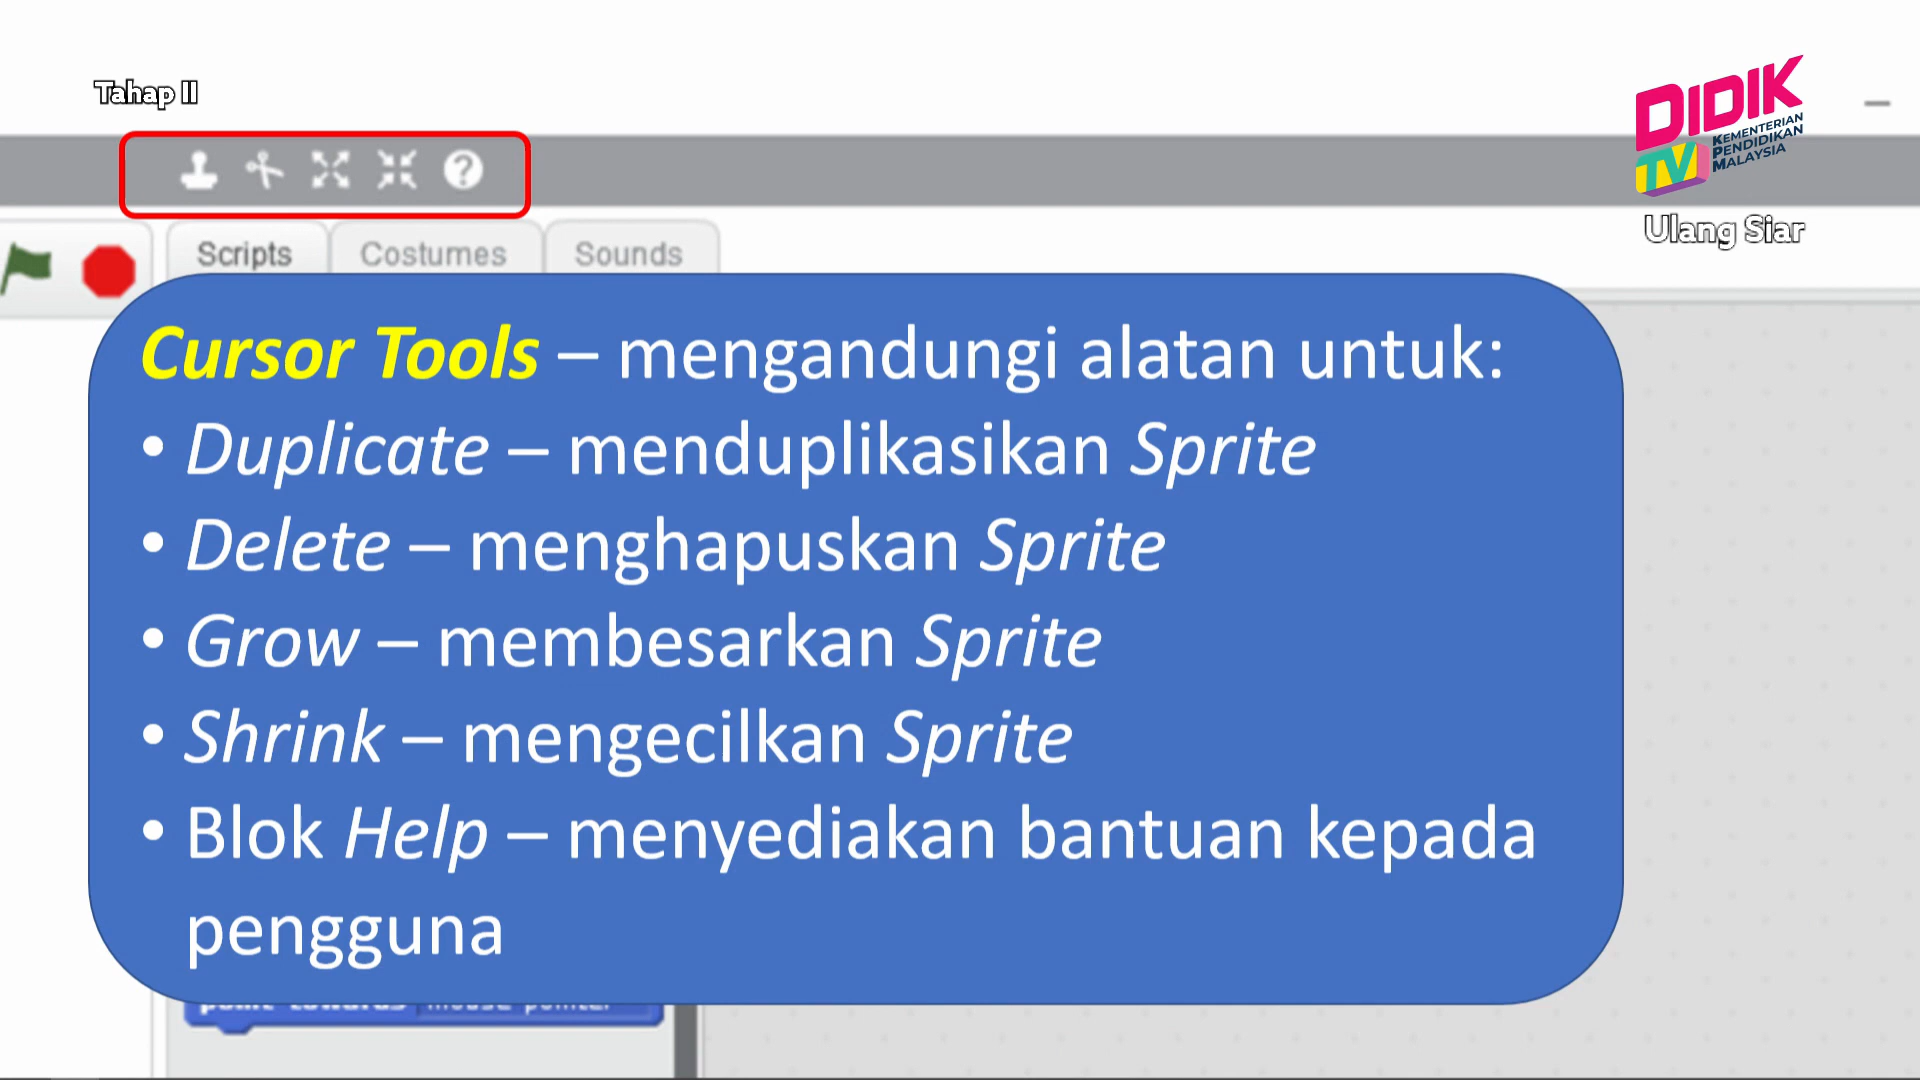 Tahap II
DIDIK
TV
KEMENTERIAN
PENDIDIKAN
MALAYSIA
Ulang Siar
Scripts
Costumes
Sounds
Cursor Tools – mengandungi alatan untuk:
• Duplicate – menduplikasikan Sprite
• Delete – menghapuskan Sprite
• Grow – membesarkan Sprite
• Shrink – mengecilkan Sprite
• Blok Help – menyediakan bantuan kepada
pengguna